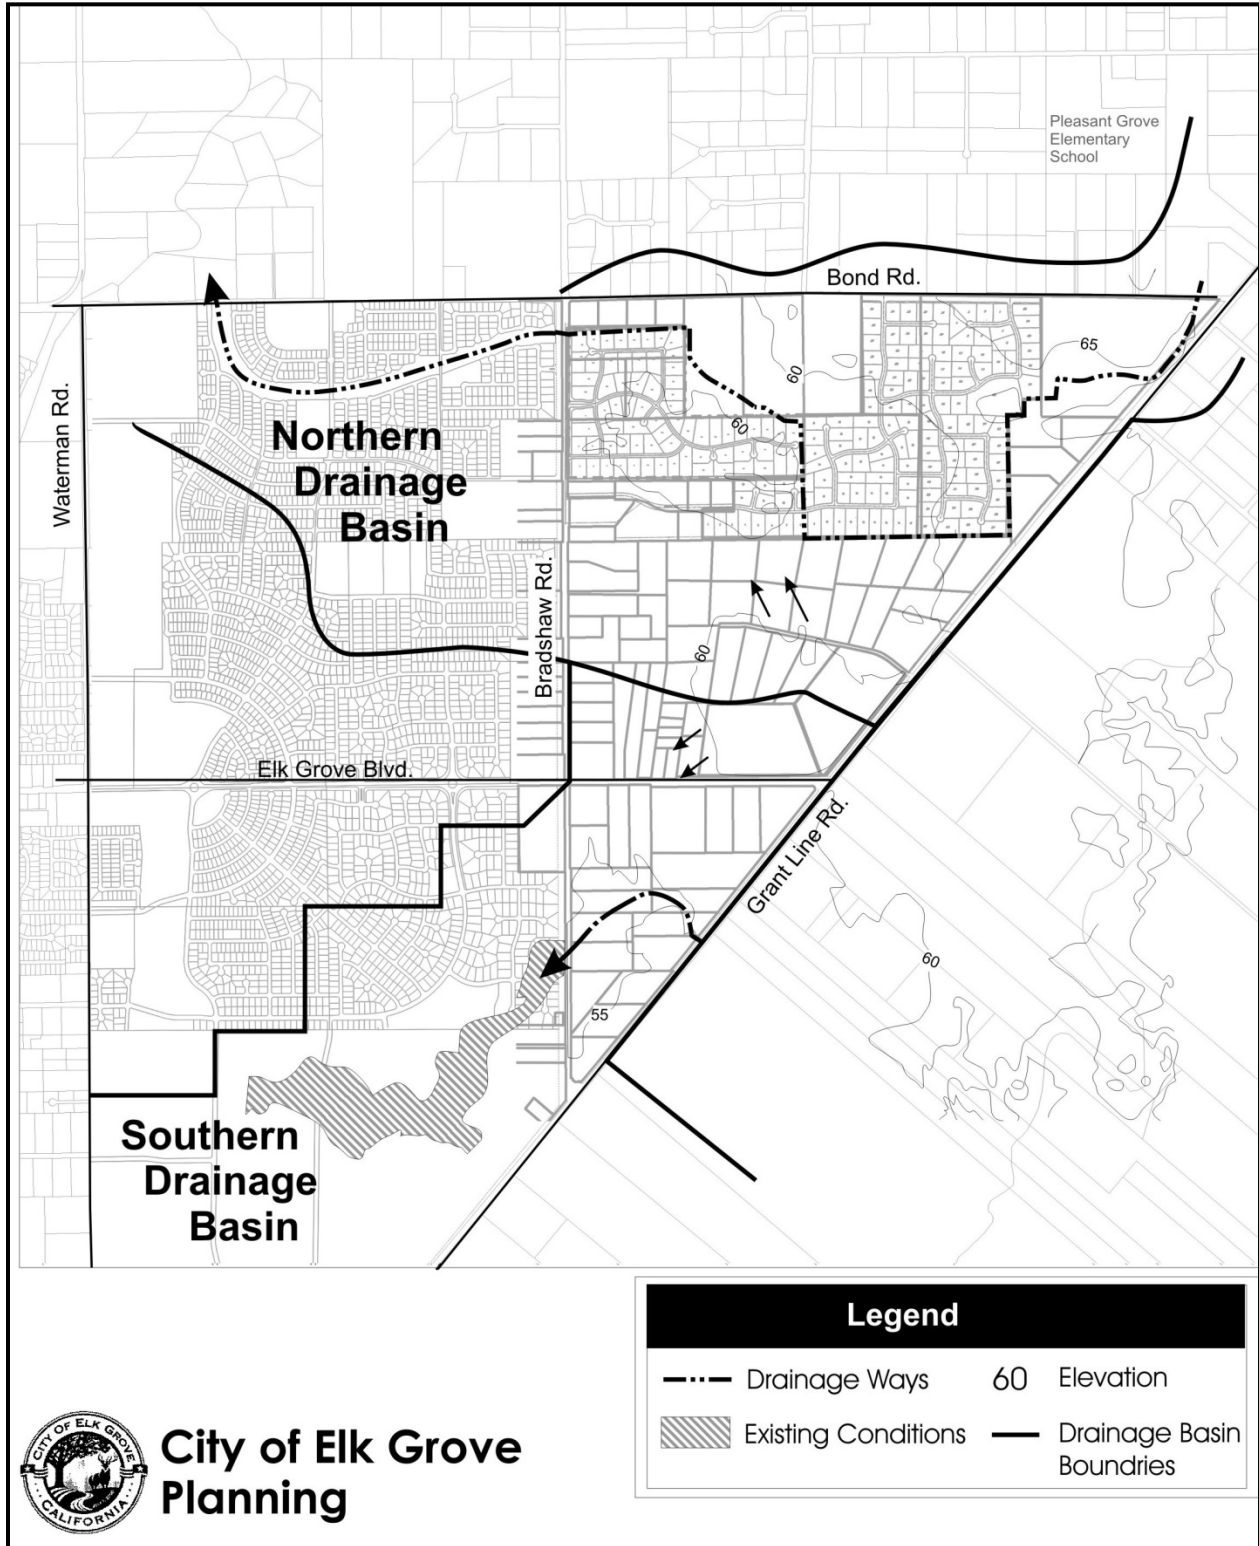 Pleasant Grove
Elementary
School
Bond Rd.
65
60
60
Waterman Rd.
Northern
Drainage
Basin
Bradshaw Rd.
60
Elk Grove Blvd.
Grant Line Rd.
60
55
Southern
Drainage
Basin
Legend
Drainage Ways
60 Elevation
Existing Conditions
Drainage Basin
Boundries
CITY OF ELK GROVE
CALIFORNIA
City of Elk Grove
Planning